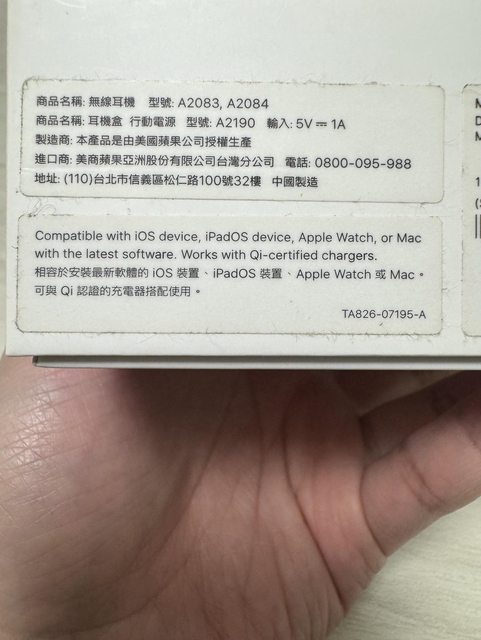 商品名稱: 無線耳機 型號: A2083, A2084
商品名稱: 耳機盒 行動電源 型號: A2190 輸入: 5V⎓1A
製造商: 本產品是由美國蘋果公司授權生產
進口商: 美商蘋果亞洲股份有限公司台灣分公司 電話: 0800-095-988
地址: (110)台北市信義區松仁路100號32樓 中國製造
Compatible with iOS device, iPadOS device, Apple Watch, or Mac
with the latest software. Works with Qi-certified chargers.
相容於安裝最新軟體的 iOS 裝置、iPadOS 裝置、Apple Watch 或 Mac。
可與 Qi 認證的充電器搭配使用。
TA826-07195-A